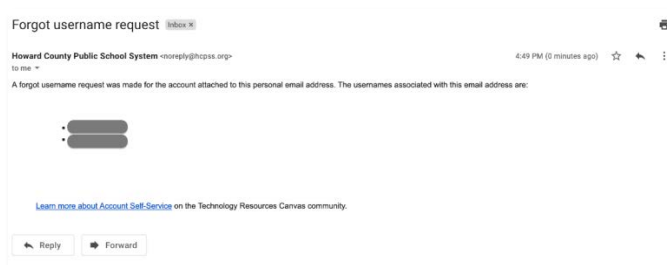 Forgot username request Inbox ×
Howard County Public School System <noreply@hcpss.org> 4:49 PM (0 minutes ago)
to me
A forgot username request was made for the account attached to this personal email address. The usernames associated with this email address are:
Learn more about Account Self-Service on the Technology Resources Canvas community.
Reply Forward